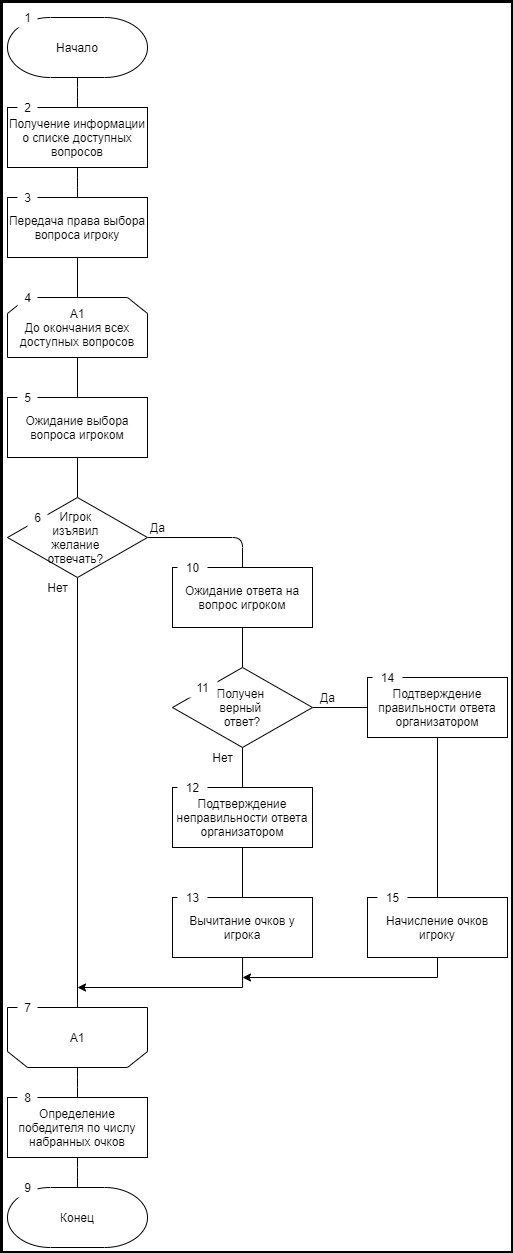 1
Начало
2
Получение информации
о списке доступных
вопросов
3
Передача права выбора
вопроса игроку
4
А1
До окончания всех
доступных вопросов
5
Ожидание выбора
вопроса игроком
6
Игрок
изъявил
желание
отвечать?
Да
Нет
10
Ожидание ответа на
вопрос игроком
11
Получен
верный
ответ?
Да
Нет
14
Подтверждение
правильности ответа
организатором
12
Подтверждение
неправильности ответа
организатором
13
Вычитание очков у
игрока
15
Начисление очков
игроку
7
А1
8
Определение
победителя по числу
набранных очков
9
Конец